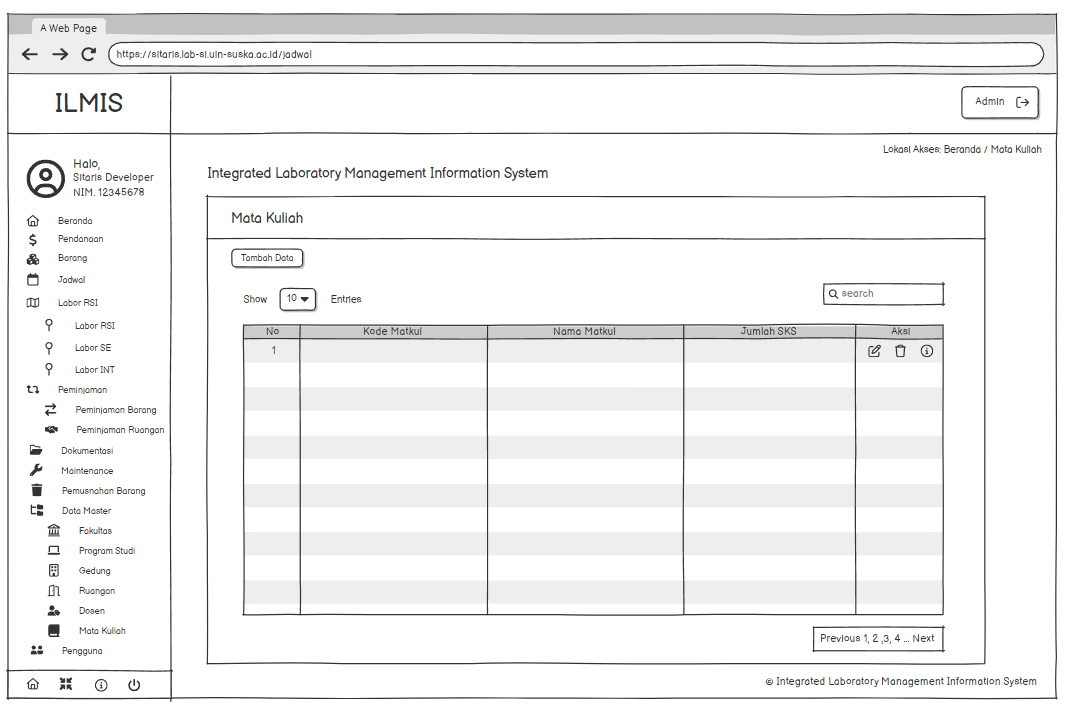 A Web Page
https://sitaris.lab-si.uin-suska.ac.id/jadwal
ILMIS
Admin
Halo,
Sitaris Developer
NIM. 12345678
Beranda
Pendanaan
Barang
Jadwal
Labor RSI
Labor RSI
Labor SE
Labor INT
Peminjaman
Peminjaman Barang
Peminjaman Ruangan
Dokumentasi
Maintenance
Pemusnahan Barang
Data Master
Fakultas
Program Studi
Gedung
Ruangan
Dosen
Mata Kuliah
Pengguna
Lokasi Akses: Beranda / Mata Kuliah
Integrated Laboratory Management Information System
Mata Kuliah
Tambah Data
Show 10 Entries
search
No Kode Matkul Nama Matkul Jumlah SKS Aksi
1
Previous 1, 2 ,3, 4 ... Next
© Integrated Laboratory Management Information System